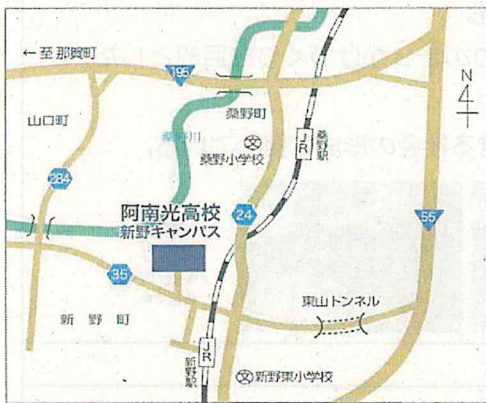 ←至 那賀町
195
N
4
山口町
桑野町
桑野川
桑野小学校
JR
桑野駅
284
阿南光高校
新野キャンパス
24
55
35
東山トンネル
新野町
JR
新野駅
新野東小学校